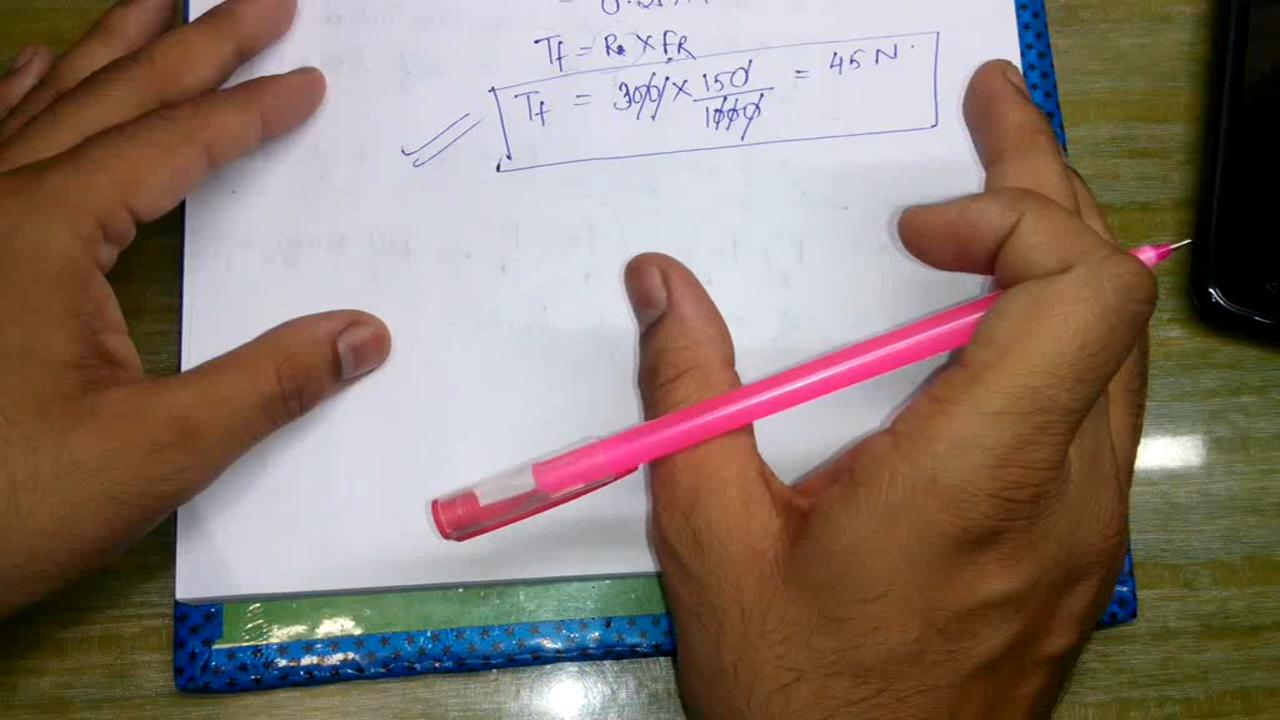 Tf = R × FR
Tf = 300 × 150/1000 = 45 N.